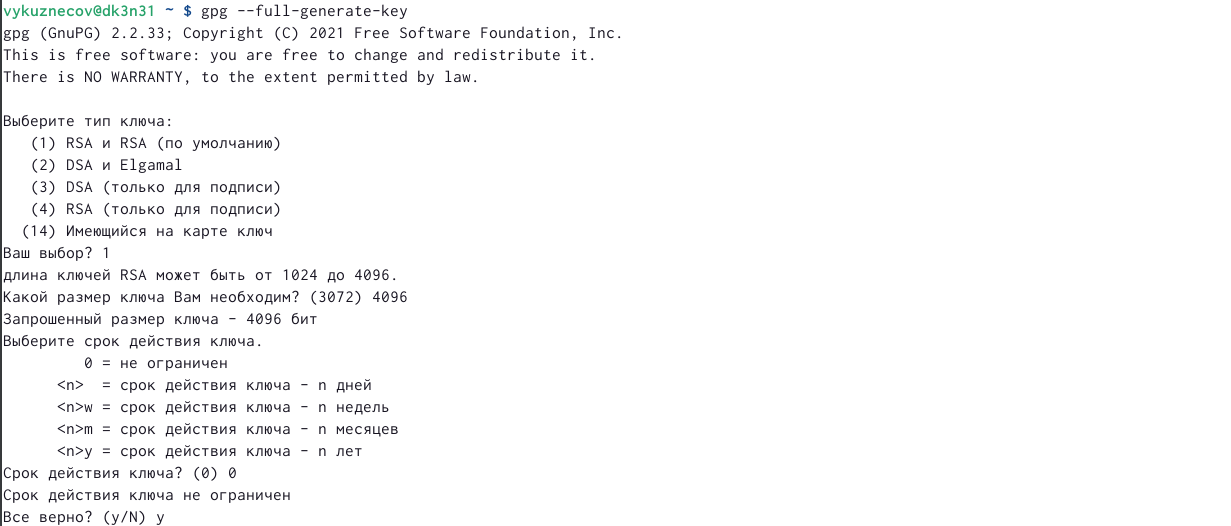 vykuznecov@dk3n31 ~ $ gpg --full-generate-key
gpg (GnuPG) 2.2.33; Copyright (C) 2021 Free Software Foundation, Inc.
This is free software: you are free to change and redistribute it.
There is NO WARRANTY, to the extent permitted by law.

Выберите тип ключа:
   (1) RSA и RSA (по умолчанию)
   (2) DSA и Elgamal
   (3) DSA (только для подписи)
   (4) RSA (только для подписи)
  (14) Имеющийся на карте ключ
Ваш выбор? 1
длина ключей RSA может быть от 1024 до 4096.
Какой размер ключа Вам необходим? (3072) 4096
Запрошенный размер ключа - 4096 бит
Выберите срок действия ключа.
         0 = не ограничен
      <n>  = срок действия ключа - n дней
      <n>w = срок действия ключа - n недель
      <n>m = срок действия ключа - n месяцев
      <n>y = срок действия ключа - n лет
Срок действия ключа? (0) 0
Срок действия ключа не ограничен
Все верно? (y/N) y